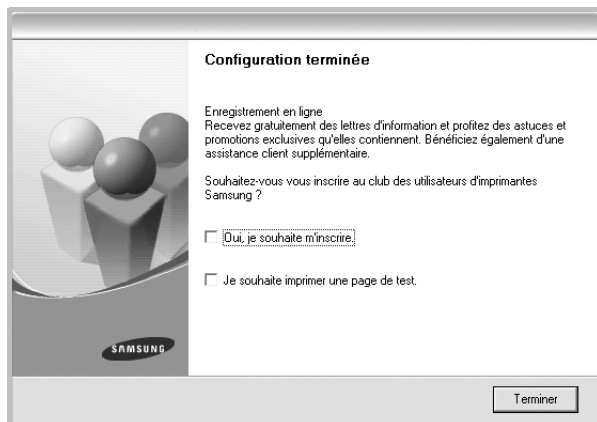 Configuration terminée
Enregistrement en ligne
Recevez gratuitement des lettres d'information et profitez des astuces et
promotions exclusives qu'elles contiennent. Bénéficiez également d'une
assistance client supplémentaire.
Souhaitez-vous vous inscrire au club des utilisateurs d'imprimantes
Samsung ?
Oui, je souhaite m'inscrire.
Je souhaite imprimer une page de test.
SAMSUNG
Terminer